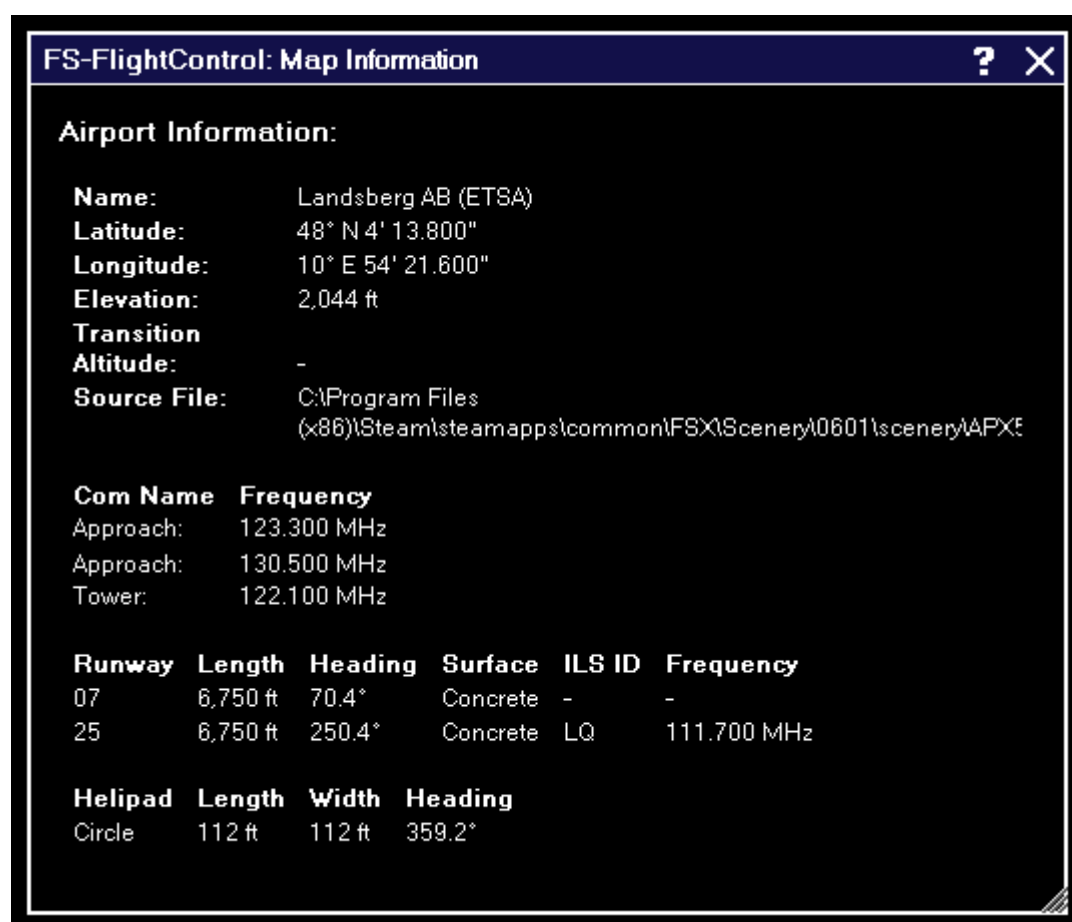 FS-FlightControl: Map Information ? X
Airport Information:
Name: Landsberg AB (ETSA)
Latitude: 48° N 4' 13.800"
Longitude: 10° E 54' 21.600"
Elevation: 2,044 ft
Transition
Altitude: -
Source File: C:\Program Files
(x86)\Steam\steamapps\common\FSX\Scenery\0601\scenery\APX5
Com Name Frequency
Approach: 123.300 MHz
Approach: 130.500 MHz
Tower: 122.100 MHz
Runway Length Heading Surface ILS ID Frequency
07 6,750 ft 70.4° Concrete - -
25 6,750 ft 250.4° Concrete LQ 111.700 MHz
Helipad Length Width Heading
Circle 112 ft 112 ft 359.2°